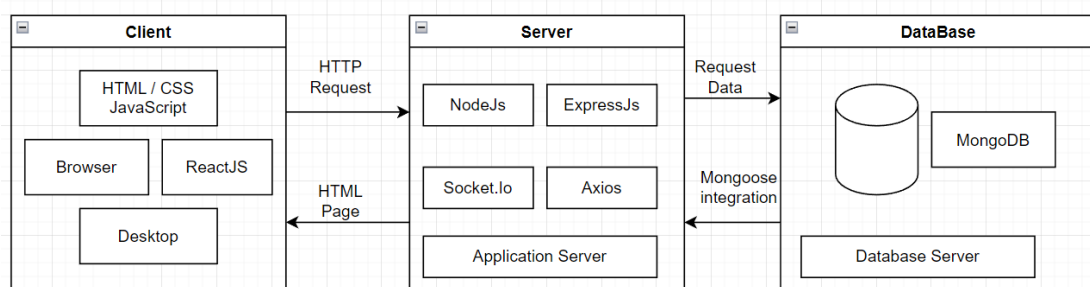 Client
HTML / CSS
JavaScript
Browser
ReactJS
Desktop
HTTP
Request
HTML
Page
Server
NodeJs
ExpressJs
Socket.Io
Axios
Application Server
Request
Data
Mongoose
integration
DataBase
MongoDB
Database Server